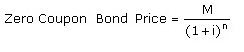 Zero Coupon Bond Price = M / (1+i)^n